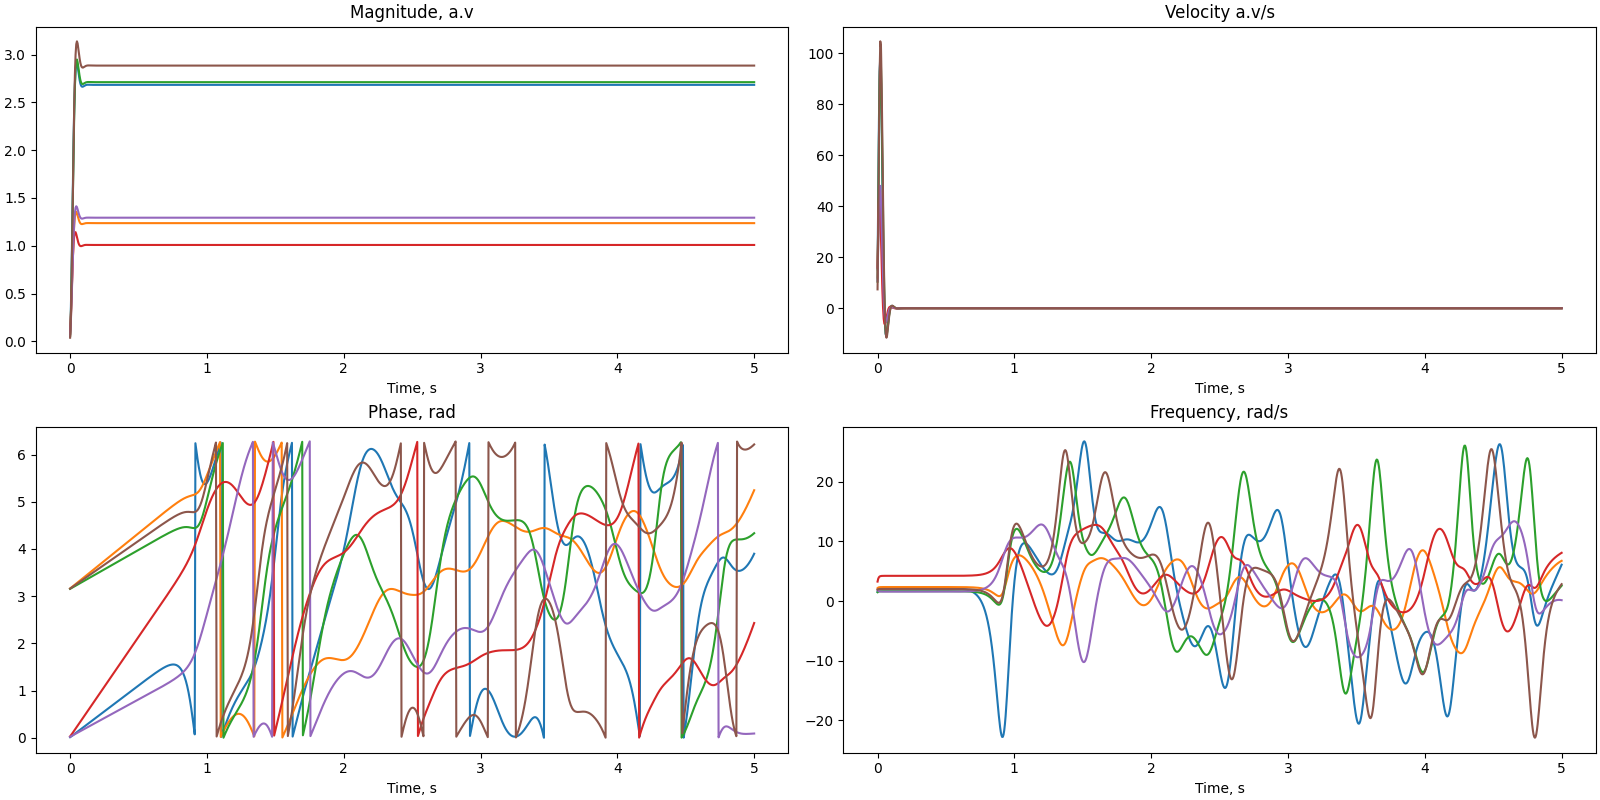 Magnitude, a.v
3.0
2.5
2.0
1.5
1.0
0.5
0.0
0 1 2 3 4 5
Time, s
Velocity a.v/s
100
80
60
40
20
0
0 1 2 3 4 5
Time, s
Phase, rad
6
5
4
3
2
1
0
0 1 2 3 4 5
Time, s
Frequency, rad/s
20
10
0
−10
−20
0 1 2 3 4 5
Time, s